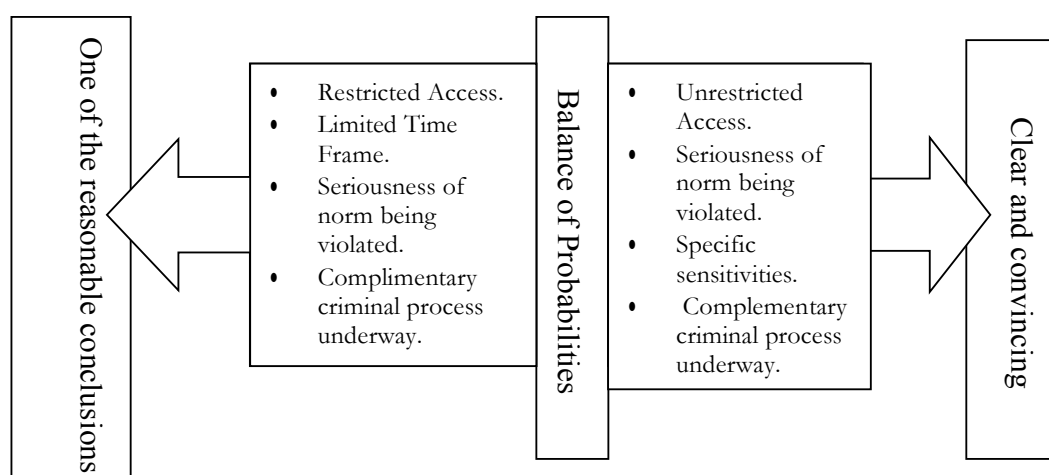 One of the reasonable conclusions
• Restricted Access.
• Limited Time
Frame.
• Seriousness of
norm being
violated.
• Complimentary
criminal process
underway.
Balance of Probabilities
• Unrestricted
Access.
• Seriousness of
norm being
violated.
• Specific
sensitivities.
• Complementary
criminal process
underway.
Clear and convincing